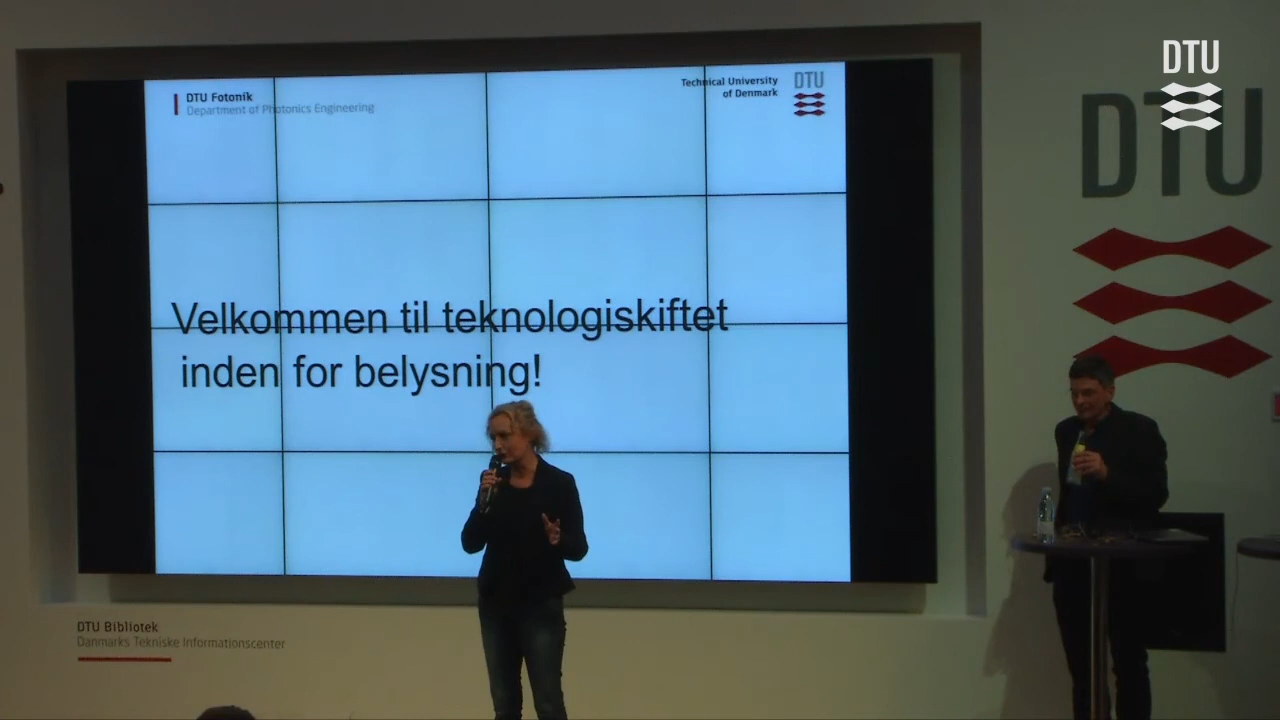 DTU Fotonik
Department of Photonics Engineering
Technical University
of Denmark
DTU
DTU
DTU
Velkommen til teknologiskiftet
inden for belysning!
DTU Bibliotek
Danmarks Tekniske Informationscenter